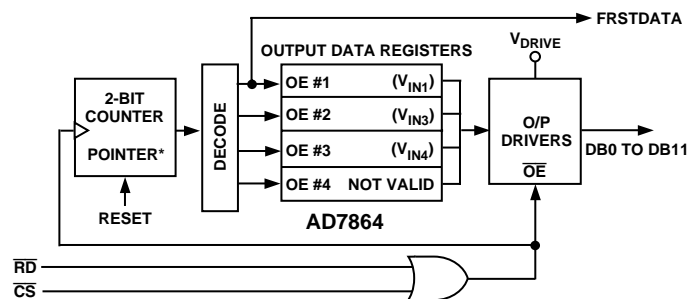 FRSTDATA
OUTPUT DATA REGISTERS
VDRIVE
2-BIT
COUNTER
POINTER*
RESET
DECODE
OE #1 (VIN1)
OE #2 (VIN3)
OE #3 (VIN4)
OE #4 NOT VALID
AD7864
O/P
DRIVERS
OE
DB0 TO DB11
RD
CS